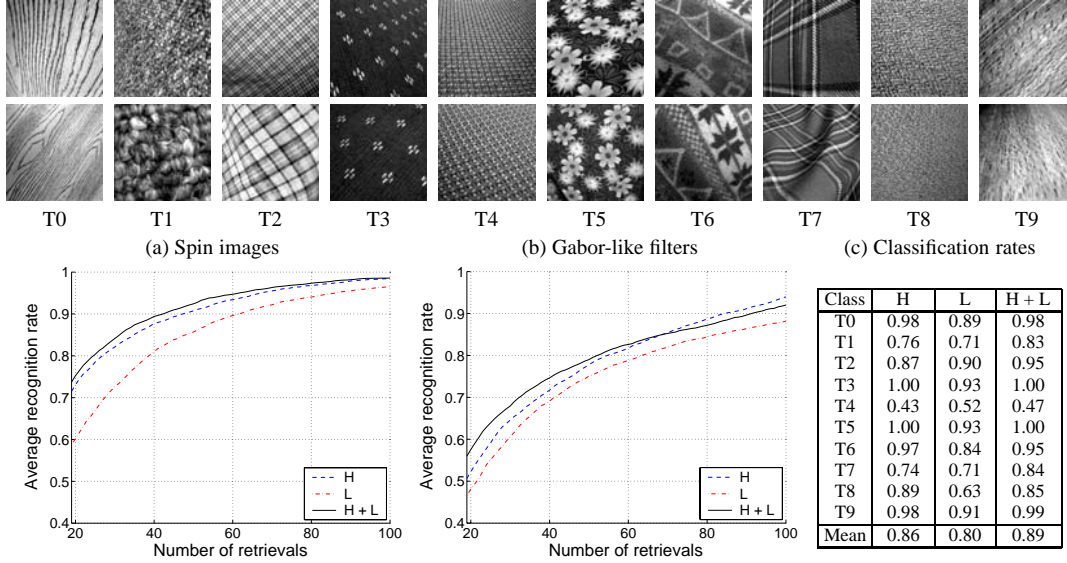 T0 T1 T2 T3 T4 T5 T6 T7 T8 T9
(a) Spin images
1
0.9
0.8
0.7
0.6
0.5
0.4
20 40 60 80 100
Average recognition rate
Number of retrievals
H
L
H + L
(b) Gabor-like filters
1
0.9
0.8
0.7
0.6
0.5
0.4
20 40 60 80 100
Average recognition rate
Number of retrievals
H
L
H + L
(c) Classification rates
Class H L H + L
T0 0.98 0.89 0.98
T1 0.76 0.71 0.83
T2 0.87 0.90 0.95
T3 1.00 0.93 1.00
T4 0.43 0.52 0.47
T5 1.00 0.93 1.00
T6 0.97 0.84 0.95
T7 0.74 0.71 0.84
T8 0.89 0.63 0.85
T9 0.98 0.91 0.99
Mean 0.86 0.80 0.89